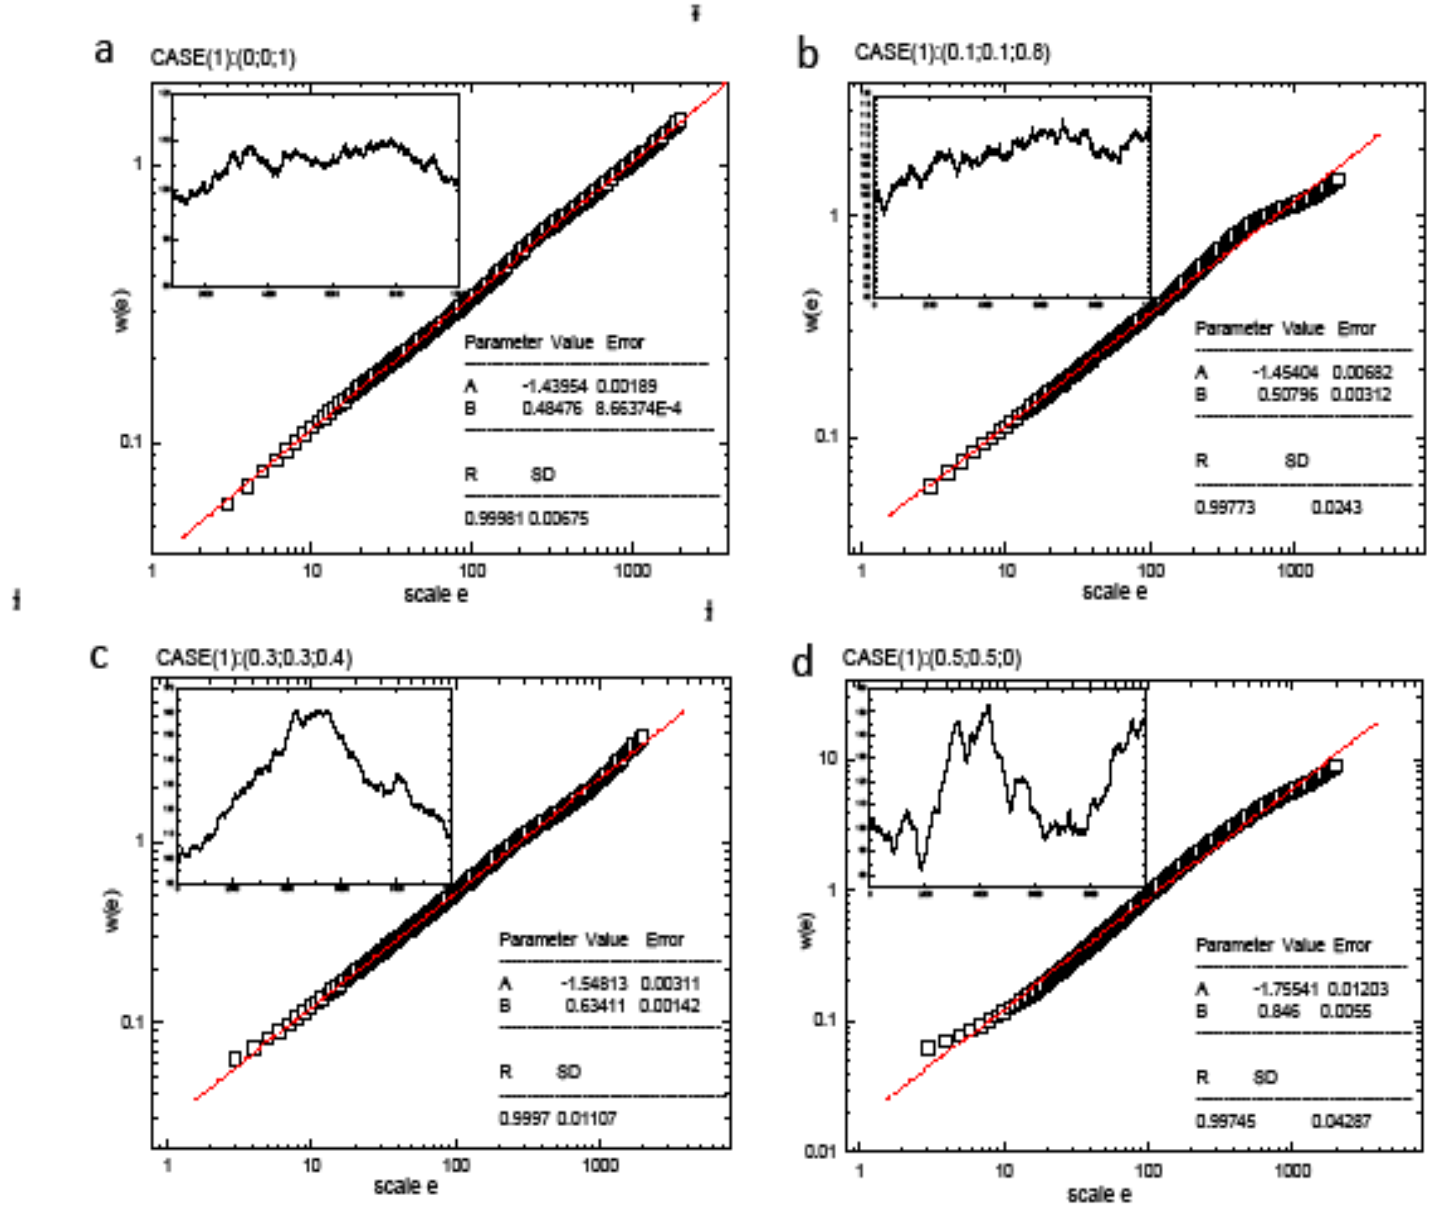 a
CASE(1):(0;0;1)
1
0.1
w(e)
Parameter Value Error
A -1.43954 0.00189
B 0.48476 8.66374E-4
R SD
0.99981 0.00675
1 10 100 1000
scale e
b
CASE(1):(0.1;0.1;0.8)
1
0.1
w(e)
Parameter Value Error
A -1.45404 0.00682
B 0.50796 0.00312
R SD
0.99773 0.0243
1 10 100 1000
scale e
c
CASE(1):(0.3;0.3;0.4)
1
0.1
w(e)
Parameter Value Error
A -1.54813 0.00311
B 0.63411 0.00142
R SD
0.9997 0.01107
1 10 100 1000
scale e
d
CASE(1):(0.5;0.5;0)
10
1
0.1
0.01
w(e)
Parameter Value Error
A -1.75541 0.01203
B 0.846 0.0055
R SD
0.99745 0.04287
1 10 100 1000
scale e